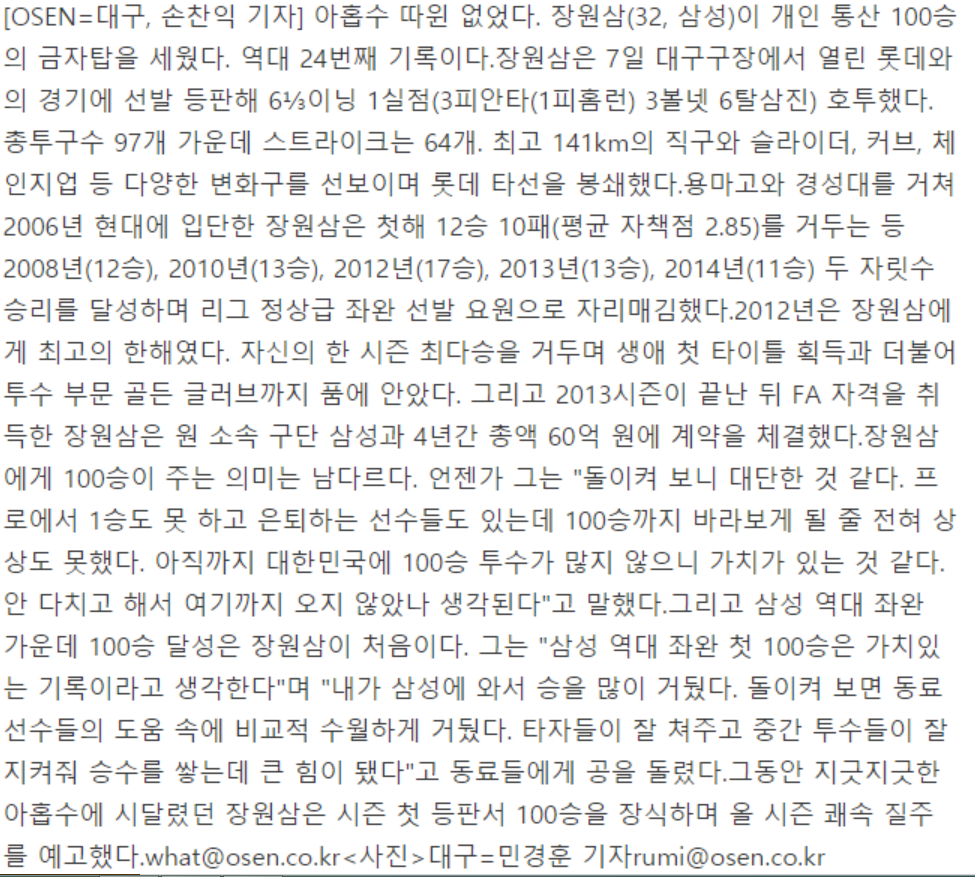 [OSEN=대구, 손찬익 기자] 아홉수 따윈 없었다. 장원삼(32, 삼성)이 개인 통산 100승
의 금자탑을 세웠다. 역대 24번째 기록이다.장원삼은 7일 대구구장에서 열린 롯데와
의 경기에 선발 등판해 6⅓이닝 1실점(3피안타(1피홈런) 3볼넷 6탈삼진) 호투했다.
총투구수 97개 가운데 스트라이크는 64개. 최고 141km의 직구와 슬라이더, 커브, 체
인지업 등 다양한 변화구를 선보이며 롯데 타선을 봉쇄했다.용마고와 경성대를 거쳐
2006년 현대에 입단한 장원삼은 첫해 12승 10패(평균 자책점 2.85)를 거두는 등
2008년(12승), 2010년(13승), 2012년(17승), 2013년(13승), 2014년(11승) 두 자릿수
승리를 달성하며 리그 정상급 좌완 선발 요원으로 자리매김했다.2012년은 장원삼에
게 최고의 한해였다. 자신의 한 시즌 최다승을 거두며 생애 첫 타이틀 획득과 더불어
투수 부문 골든 글러브까지 품에 안았다. 그리고 2013시즌이 끝난 뒤 FA 자격을 취
득한 장원삼은 원 소속 구단 삼성과 4년간 총액 60억 원에 계약을 체결했다.장원삼
에게 100승이 주는 의미는 남다르다. 언젠가 그는 "돌이켜 보니 대단한 것 같다. 프
로에서 1승도 못 하고 은퇴하는 선수들도 있는데 100승까지 바라보게 될 줄 전혀 상
상도 못했다. 아직까지 대한민국에 100승 투수가 많지 않으니 가치가 있는 것 같다.
안 다치고 해서 여기까지 오지 않았나 생각된다"고 말했다.그리고 삼성 역대 좌완
가운데 100승 달성은 장원삼이 처음이다. 그는 "삼성 역대 좌완 첫 100승은 가치있
는 기록이라고 생각한다"며 "내가 삼성에 와서 승을 많이 거뒀다. 돌이켜 보면 동료
선수들의 도움 속에 비교적 수월하게 거뒀다. 타자들이 잘 쳐주고 중간 투수들이 잘
지켜줘 승수를 쌓는데 큰 힘이 됐다"고 동료들에게 공을 돌렸다.그동안 지긋지긋한
아홉수에 시달렸던 장원삼은 시즌 첫 등판서 100승을 장식하며 올 시즌 쾌속 질주
를 예고했다.what@osen.co.kr<사진>대구=민경훈 기자rumi@osen.co.kr